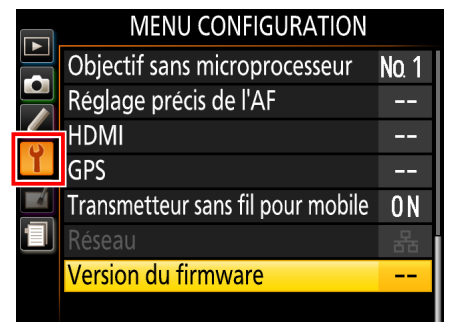 MENU CONFIGURATION
Objectif sans microprocesseur No. 1
Réglage précis de l'AF --
HDMI --
GPS --
Transmetteur sans fil pour mobile ON
Réseau
Version du firmware --